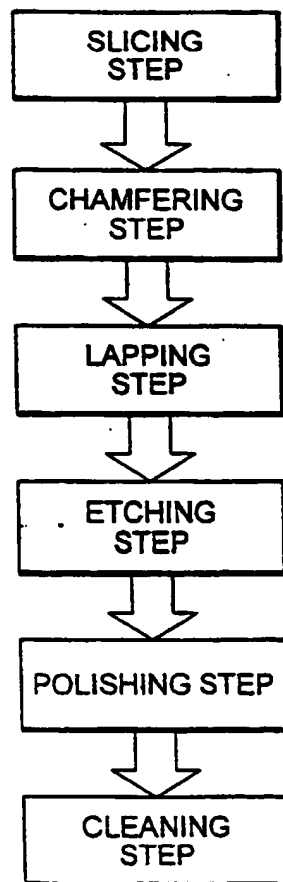 SLICING
STEP
CHAMFERING
STEP
LAPPING
STEP
ETCHING
STEP
POLISHING STEP
CLEANING
STEP